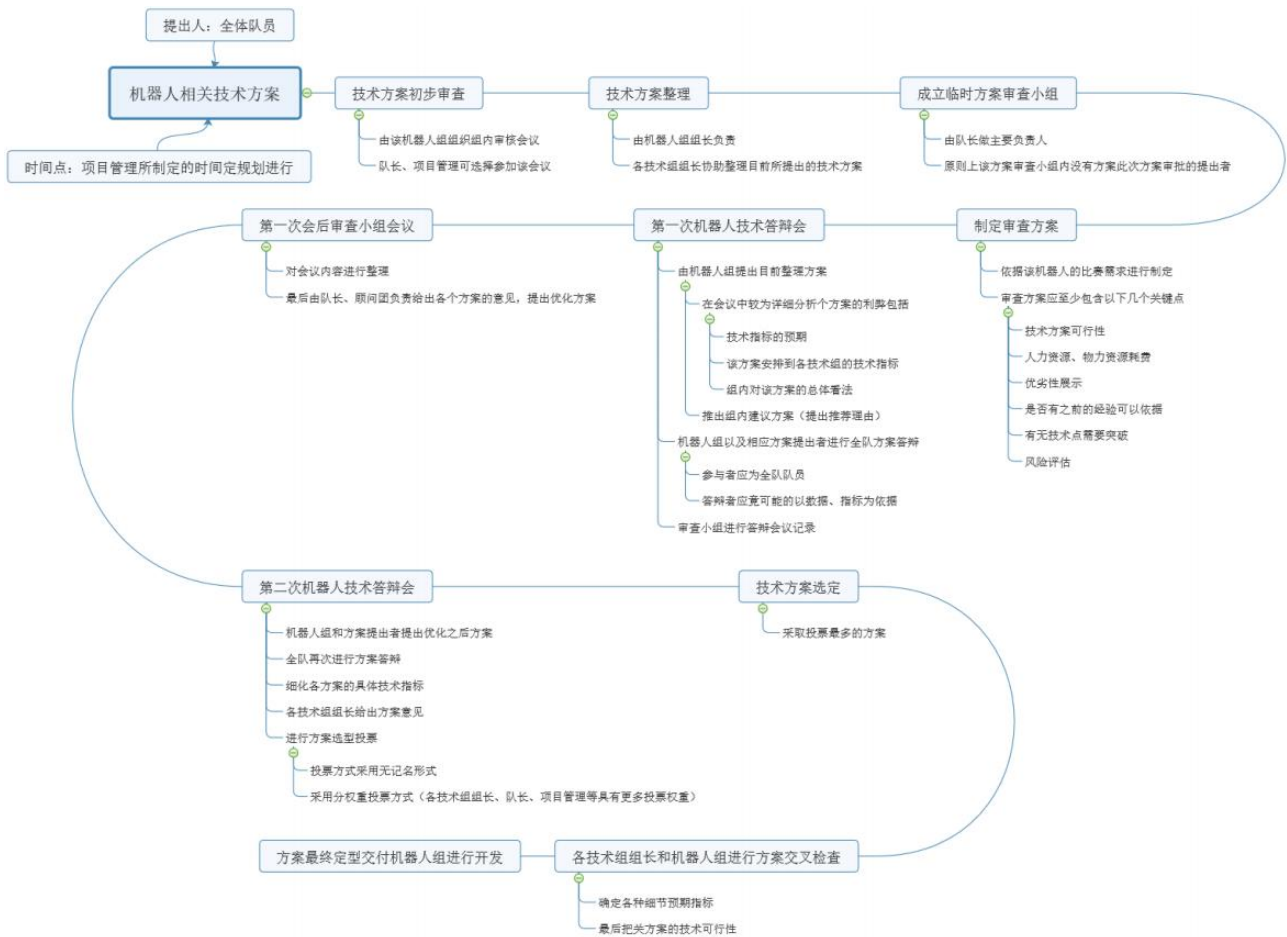 提出人：全体队员
机器人相关技术方案
时间点：项目管理所制定的时间定规划进行
技术方案初步审查
由该机器人组组织组内审核会议
队长、项目管理可选择参加该会议
技术方案整理
由机器人组组长负责
各技术组组长协助整理目前所提出的技术方案
成立临时方案审查小组
由队长做主要负责人
原则上该方案审查小组内没有方案此次方案审批的提出者
制定审查方案
依据该机器人的比赛需求进行制定
审查方案应至少包含以下几个关键点
技术方案可行性
人力资源、物力资源耗费
优劣性展示
是否有之前的经验可以依据
有无技术点需要突破
风险评估
第一次机器人技术答辩会
由机器人组提出目前整理方案
在会议中较为详细分析个方案的利弊包括
技术指标的预期
该方案安排到各技术组的技术指标
组内对该方案的总体看法
推出组内建议方案（提出推荐理由）
机器人组以及相应方案提出者进行全队方案答辩
参与者应为全队队员
答辩者应竟可能的以数据、指标为依据
审查小组进行答辩会议记录
第一次会后审查小组会议
对会议内容进行整理
最后由队长、顾问团负责给出各个方案的意见，提出优化方案
第二次机器人技术答辩会
机器人组和方案提出者提出优化之后方案
全队再次进行方案答辩
细化各方案的具体技术指标
各技术组组长给出方案意见
进行方案选型投票
投票方式采用无记名形式
采用分权重投票方式（各技术组组长、队长、项目管理等具有更多投票权重）
技术方案选定
采取投票最多的方案
各技术组组长和机器人组进行方案交叉检查
确定各种细节预期指标
最后把关方案的技术可行性
方案最终定型交付机器人组进行开发